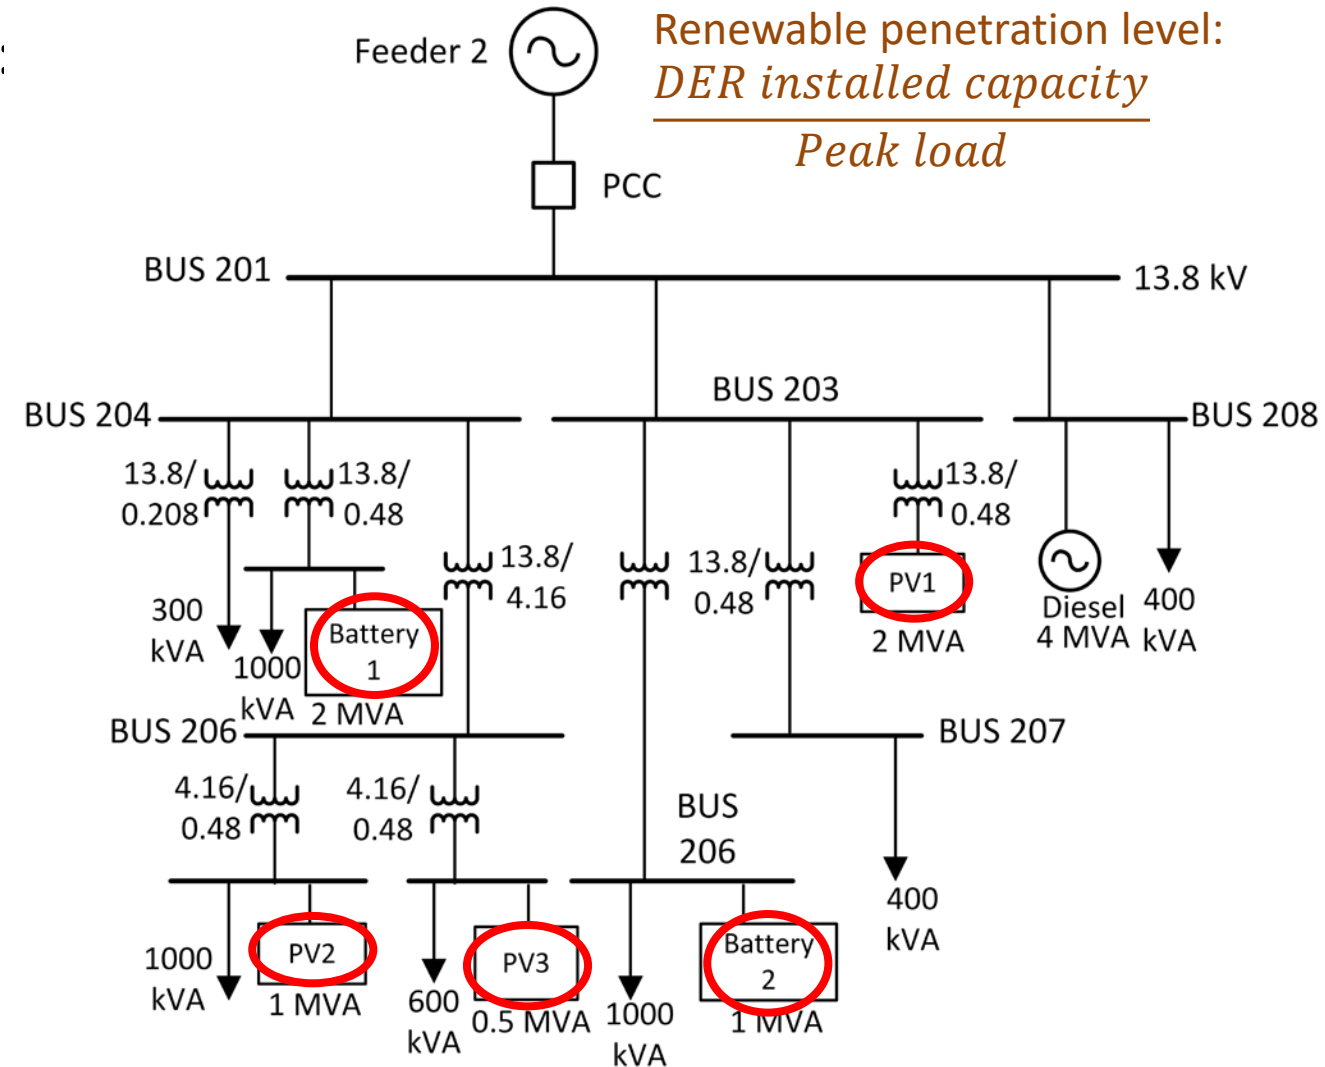 :
Feeder 2
Renewable penetration level:
DER installed capacity
Peak load
PCC
BUS 201
13.8 kV
BUS 204
BUS 203
BUS 208
13.8/
0.208
13.8/
0.48
13.8/
4.16
13.8/
0.48
13.8/
0.48
300
kVA
1000
kVA
Battery
1
2 MVA
PV1
2 MVA
Diesel
4 MVA
400
kVA
BUS 206
BUS 207
4.16/
0.48
4.16/
0.48
BUS
206
1000
kVA
PV2
1 MVA
600
kVA
PV3
0.5 MVA
1000
kVA
Battery
2
1 MVA
400
kVA